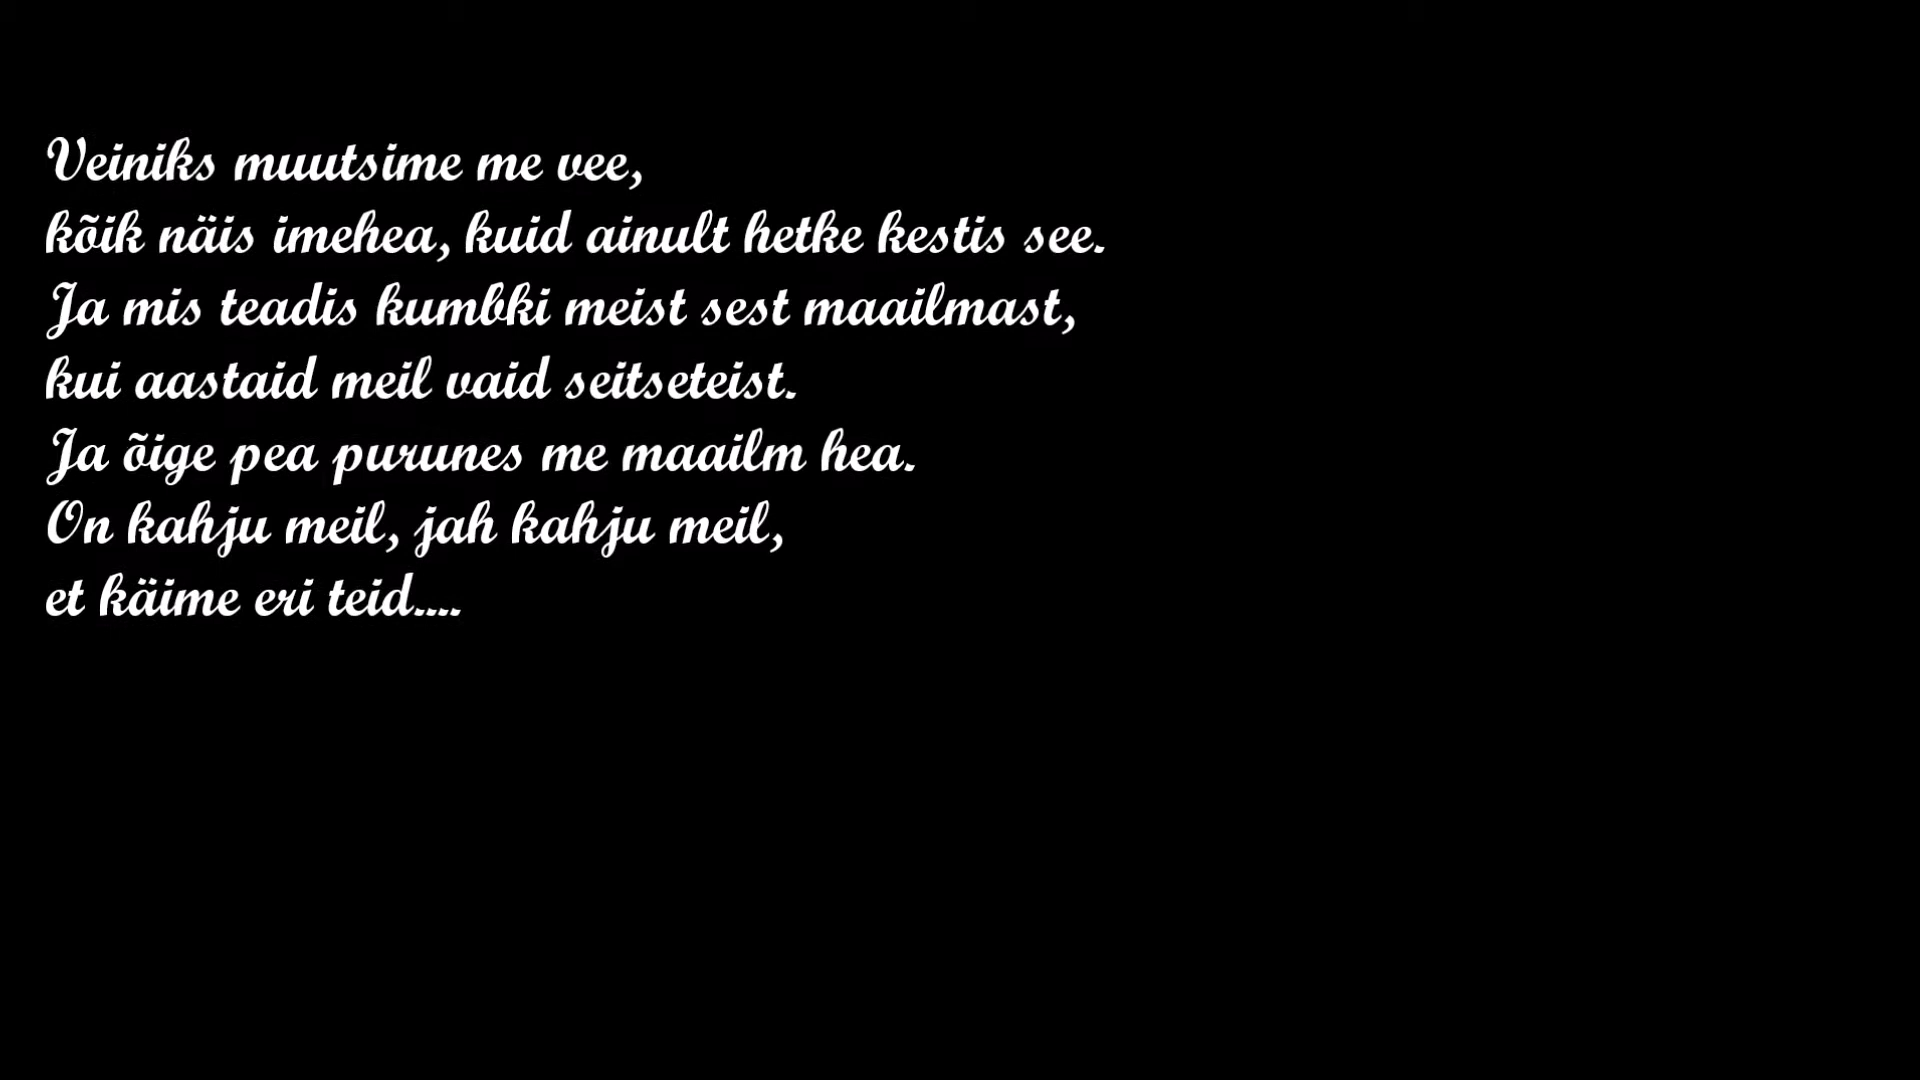 Veiniks muutsime me vee,
kõik näis imehea, kuid ainult hetke kestis see.
Ja mis teadis kumbki meist sest maailmast,
kui aastaid meil vaid seitseteist.
Ja õige pea purunes me maailm hea.
On kahju meil, jah kahju meil,
et käime eri teid....